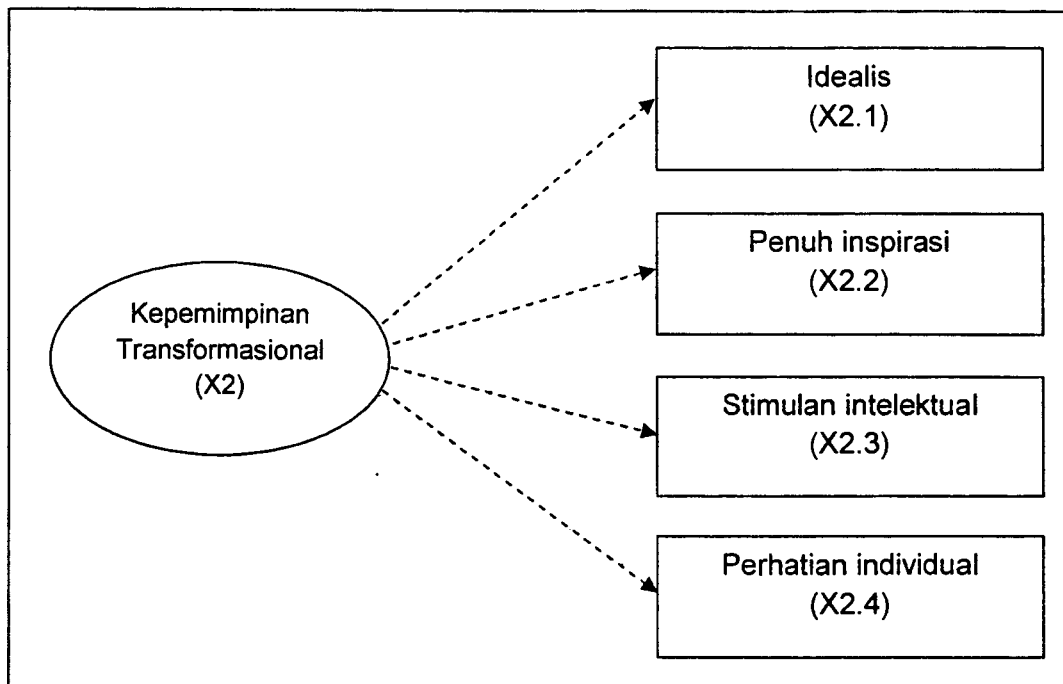 Kepemimpinan
Transformasional
(X2)
Idealis
(X2.1)
Penuh inspirasi
(X2.2)
Stimulan intelektual
(X2.3)
Perhatian individual
(X2.4)